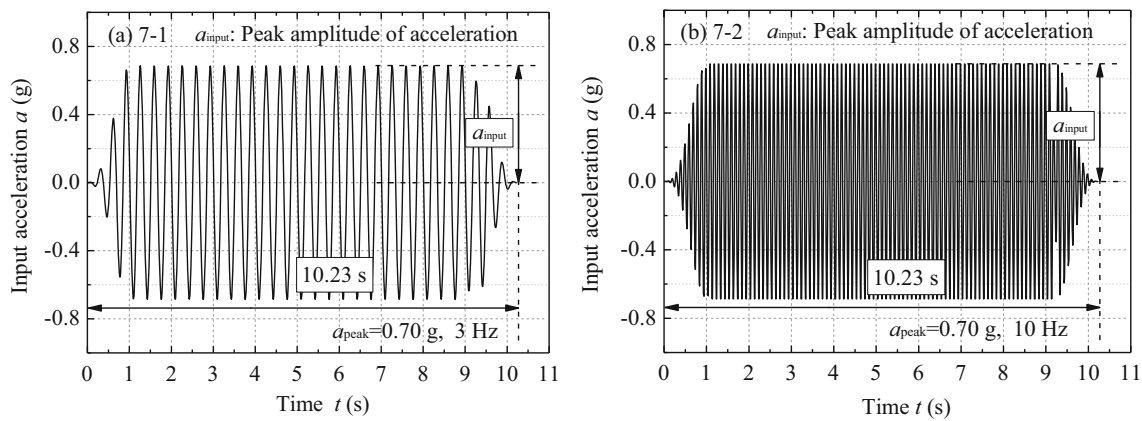 (a) 7-1 ainput: Peak amplitude of acceleration
Input acceleration a (g)
0.8
0.4
0.0
-0.4
-0.8
ainput
10.23 s
apeak=0.70 g, 3 Hz
0 1 2 3 4 5 6 7 8 9 10 11
Time t (s)
(b) 7-2 ainput: Peak amplitude of acceleration
Input acceleration a (g)
0.8
0.4
0.0
-0.4
-0.8
ainput
10.23 s
apeak=0.70 g, 10 Hz
0 1 2 3 4 5 6 7 8 9 10 11
Time t (s)